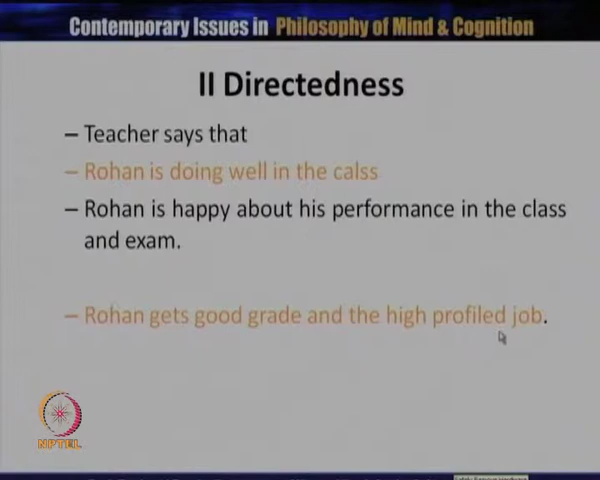 Contemporary Issues in Philosophy of Mind & Cognition
II Directedness
– Teacher says that
– Rohan is doing well in the calss
– Rohan is happy about his performance in the class
and exam.
– Rohan gets good grade and the high profiled job.
NPTEL